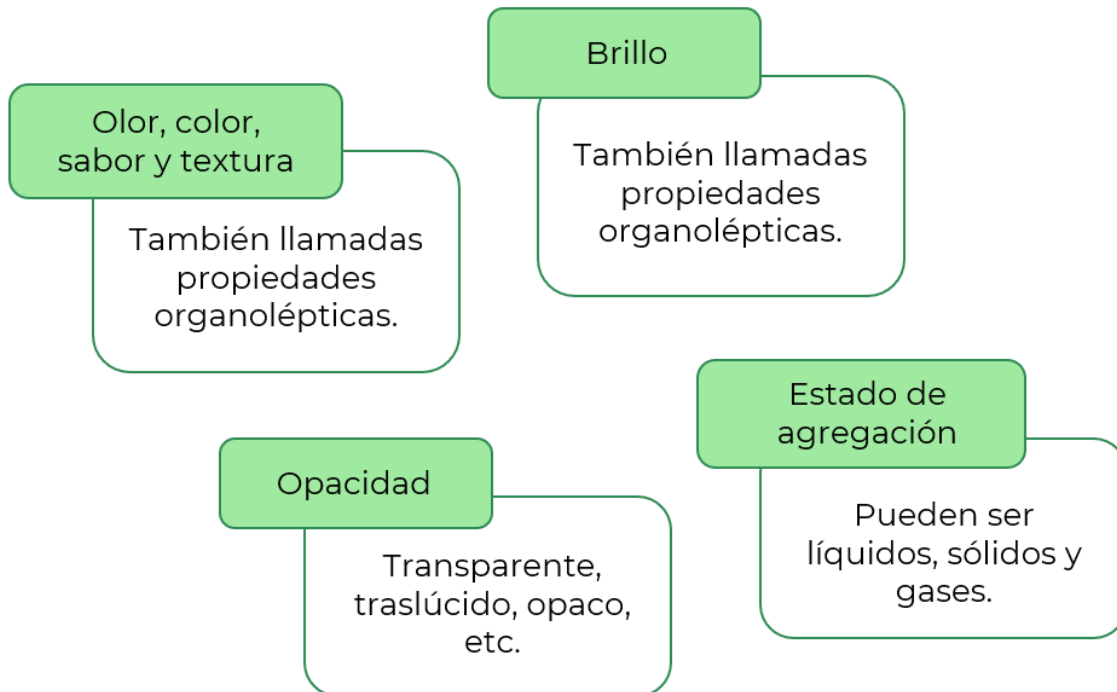 Olor, color,
sabor y textura
También llamadas
propiedades
organolépticas.
Brillo
También llamadas
propiedades
organolépticas.
Opacidad
Transparente,
traslúcido, opaco,
etc.
Estado de
agregación
Pueden ser
líquidos, sólidos y
gases.